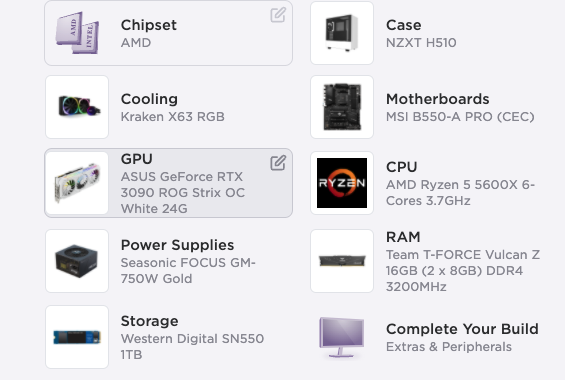 Chipset
AMD
AMD
INTEL
Case
NZXT H510
Cooling
Kraken X63 RGB
Motherboards
MSI B550-A PRO (CEC)
GPU
ASUS GeForce RTX
3090 ROG Strix OC
White 24G
RYZEN
CPU
AMD Ryzen 5 5600X 6-
Cores 3.7GHz
Power Supplies
Seasonic FOCUS GM-
750W Gold
RAM
Team T-FORCE Vulcan Z
16GB (2 x 8GB) DDR4
3200MHz
Storage
Western Digital SN550
1TB
Complete Your Build
Extras & Peripherals